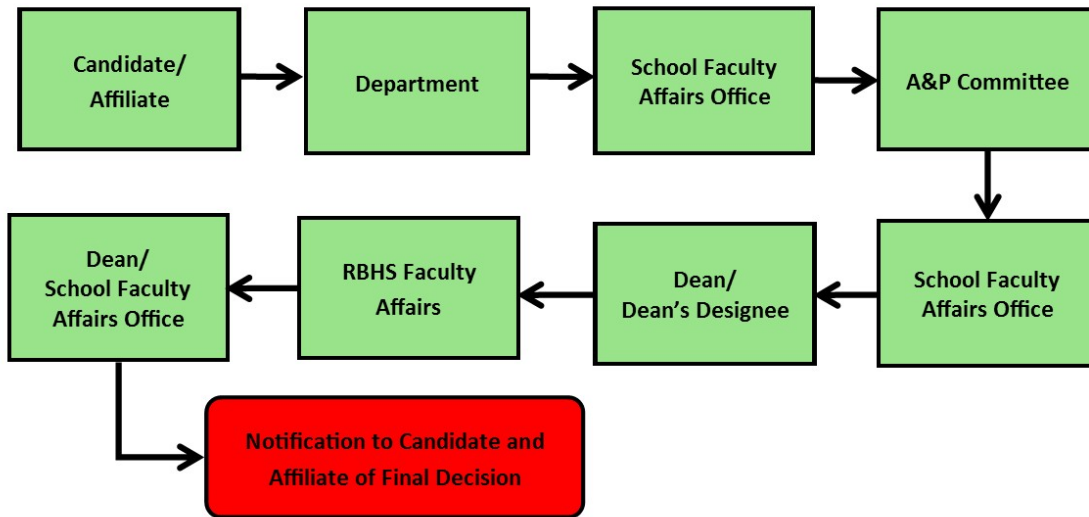 Candidate/
Affiliate
Department
School Faculty
Affairs Office
A&P Committee
School Faculty
Affairs Office
Dean/
Dean’s Designee
RBHS Faculty
Affairs
Dean/
School Faculty
Affairs Office
Notification to Candidate and
Affiliate of Final Decision